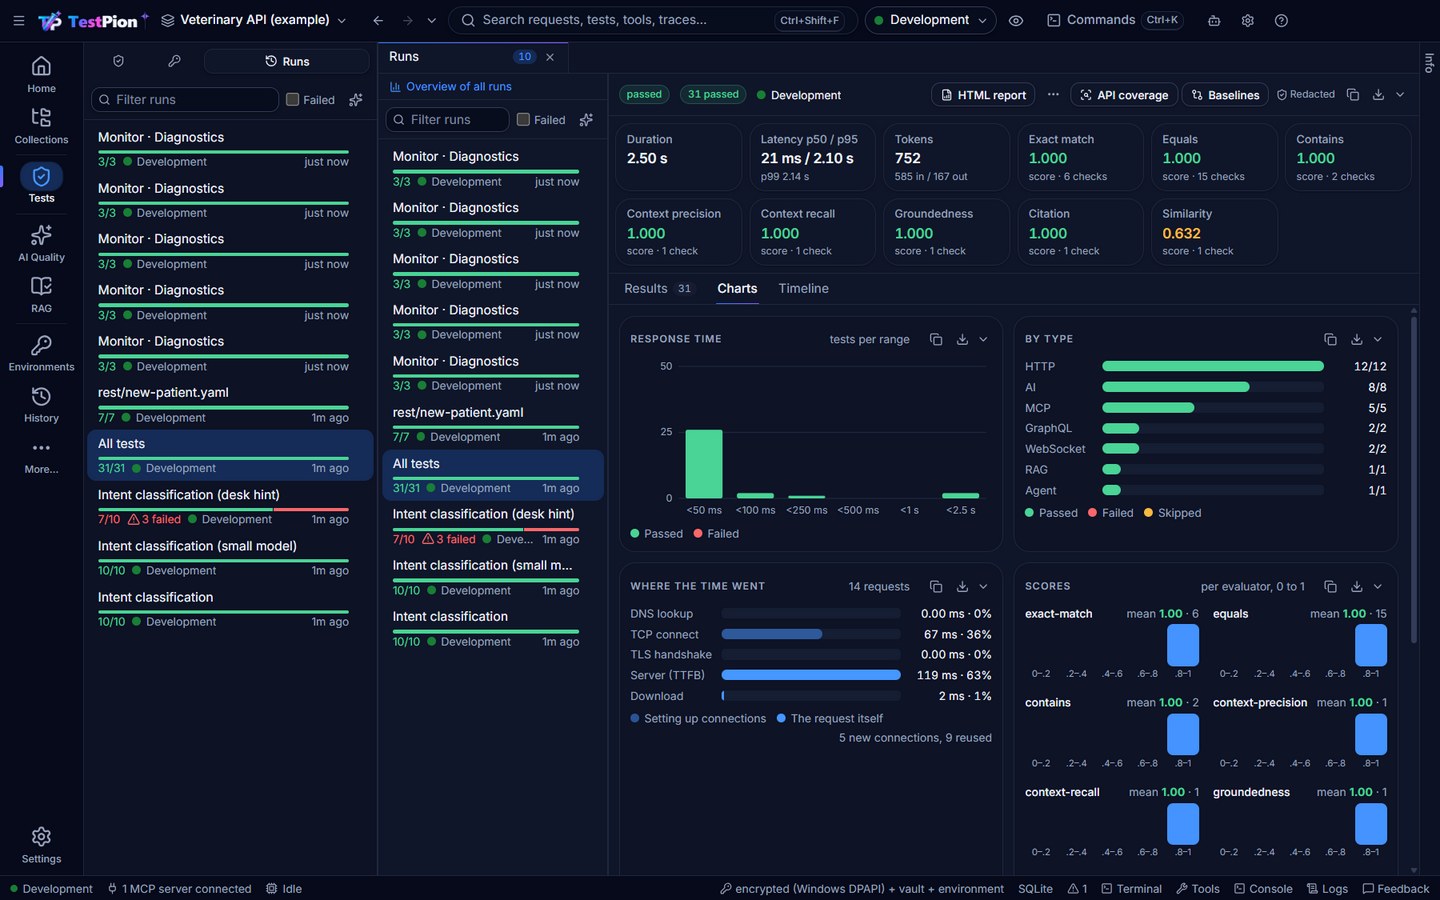 TestPion
Veterinary API (example)
Search requests, tests, tools, traces...
Ctrl+Shift+F
Development
Commands
Ctrl+K
Home
Collections
Tests
AI Quality
RAG
Environments
History
More...
Settings
Runs
Filter runs
Failed
Monitor · Diagnostics
3/3 Development just now
Monitor · Diagnostics
3/3 Development just now
Monitor · Diagnostics
3/3 Development just now
Monitor · Diagnostics
3/3 Development just now
Monitor · Diagnostics
3/3 Development just now
rest/new-patient.yaml
7/7 Development 1m ago
All tests
31/31 Development 1m ago
Intent classification (desk hint)
7/10 3 failed Development 1m ago
Intent classification (small model)
10/10 Development 1m ago
Intent classification
10/10 Development 1m ago
Runs 10
Overview of all runs
Filter runs
Failed
Monitor · Diagnostics
3/3 Development just now
Monitor · Diagnostics
3/3 Development just now
Monitor · Diagnostics
3/3 Development just now
Monitor · Diagnostics
3/3 Development just now
Monitor · Diagnostics
3/3 Development just now
rest/new-patient.yaml
7/7 Development 1m ago
All tests
31/31 Development 1m ago
Intent classification (desk hint)
7/10 3 failed Deve... 1m ago
Intent classification (small m...
10/10 Development 1m ago
Intent classification
10/10 Development 1m ago
passed 31 passed Development
HTML report
API coverage
Baselines
Redacted
Info
Duration
2.50 s
Latency p50 / p95
21 ms / 2.10 s
p99 2.14 s
Tokens
752
585 in / 167 out
Exact match
1.000
score · 6 checks
Equals
1.000
score · 15 checks
Contains
1.000
score · 2 checks
Context precision
1.000
score · 1 check
Context recall
1.000
score · 1 check
Groundedness
1.000
score · 1 check
Citation
1.000
score · 1 check
Similarity
0.632
score · 1 check
Results 31
Charts
Timeline
RESPONSE TIME tests per range
50
25
0
<50 ms <100 ms <250 ms <500 ms <1 s <2.5 s
Passed Failed
BY TYPE
HTTP 12/12
AI 8/8
MCP 5/5
GraphQL 2/2
WebSocket 2/2
RAG 1/1
Agent 1/1
Passed Failed Skipped
WHERE THE TIME WENT 14 requests
DNS lookup 0.00 ms · 0%
TCP connect 67 ms · 36%
TLS handshake 0.00 ms · 0%
Server (TTFB) 119 ms · 63%
Download 2 ms · 1%
Setting up connections The request itself
5 new connections, 9 reused
SCORES per evaluator, 0 to 1
exact-match mean 1.00 · 6
0–.2 .2–.4 .4–.6 .6–.8 .8–1
equals mean 1.00 · 15
0–.2 .2–.4 .4–.6 .6–.8 .8–1
contains mean 1.00 · 2
0–.2 .2–.4 .4–.6 .6–.8 .8–1
context-precision mean 1.00 · 1
0–.2 .2–.4 .4–.6 .6–.8 .8–1
context-recall mean 1.00 · 1
0–.2 .2–.4 .4–.6 .6–.8 .8–1
groundedness mean 1.00 · 1
0–.2 .2–.4 .4–.6 .6–.8 .8–1
Development
1 MCP server connected
Idle
encrypted (Windows DPAPI) + vault + environment
SQLite
1
Terminal
Tools
Console
Logs
Feedback